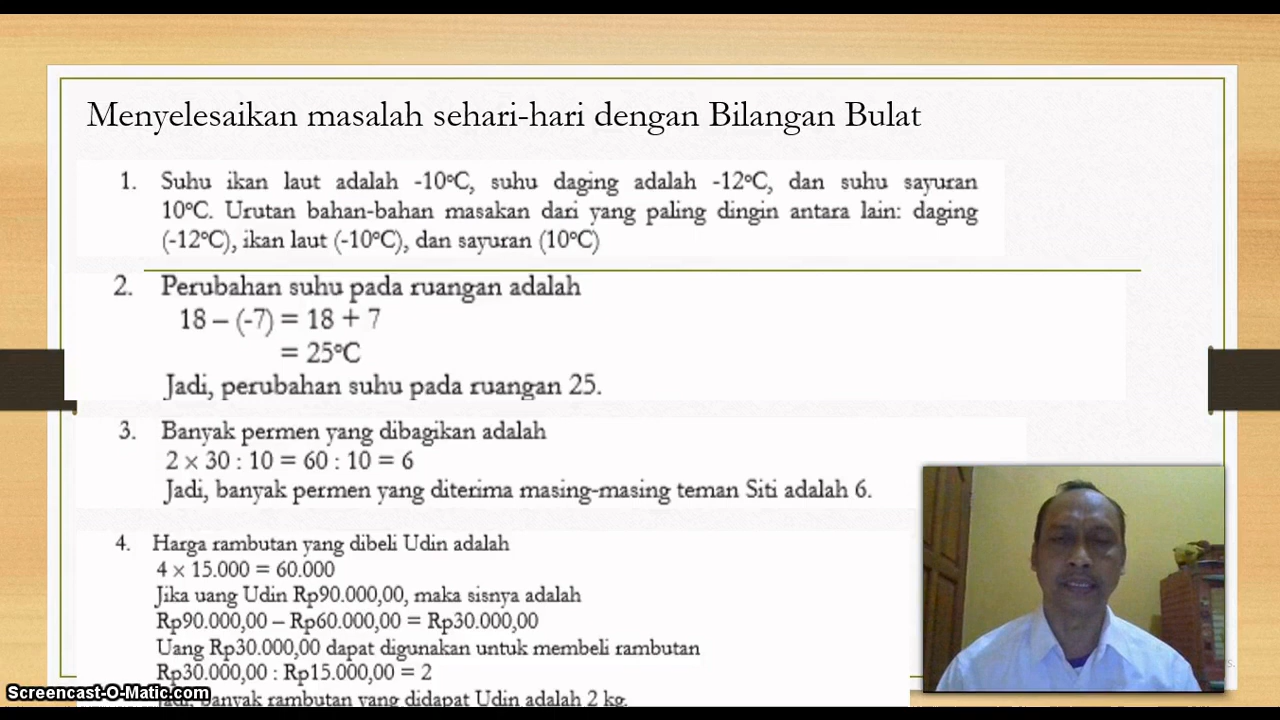 Menyelesaikan masalah sehari-hari dengan Bilangan Bulat
1. Suhu ikan laut adalah -10°C, suhu daging adalah -12°C, dan suhu sayuran
10°C. Urutan bahan-bahan masakan dari yang paling dingin antara lain: daging
(-12°C), ikan laut (-10°C), dan sayuran (10°C)
2. Perubahan suhu pada ruangan adalah
18 – (-7) = 18 + 7
= 25°C
Jadi, perubahan suhu pada ruangan 25.
3. Banyak permen yang dibagikan adalah
2 × 30 : 10 = 60 : 10 = 6
Jadi, banyak permen yang diterima masing-masing teman Siti adalah 6.
4. Harga rambutan yang dibeli Udin adalah
4 × 15.000 = 60.000
Jika uang Udin Rp90.000,00, maka sisnya adalah
Rp90.000,00 – Rp60.000,00 = Rp30.000,00
Uang Rp30.000,00 dapat digunakan untuk membeli rambutan
Rp30.000,00 : Rp15.000,00 = 2
Jadi, banyak rambutan yang didapat Udin adalah 2 kg.
Screencast-O-Matic.com